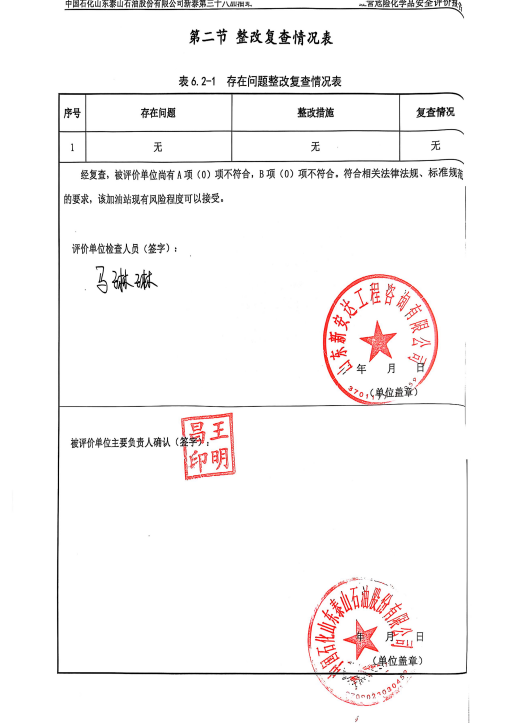 中国石化山东泰山石油股份有限公司新泰第三十八加油站
经营危险化学品安全评价报
第二节 整改复查情况表
表 6.2-1 存在问题整改复查情况表
序号 存在问题 整改措施 复查情况
1 无 无 无
经复查，被评价单位尚有 A 项（0）项不符合，B 项（0）项不符合。符合相关法律法规、标准规范
的要求，该加油站现有风险程度可以接受。
评价单位检查人员（签字）：
马琳琳
山东新安达工程咨询有限公司
年 月 日
（单位盖章）
被评价单位主要负责人确认（签字）：
王明昌印
中国石化山东泰山石油股份有限公司
年 月 日
（单位盖章）